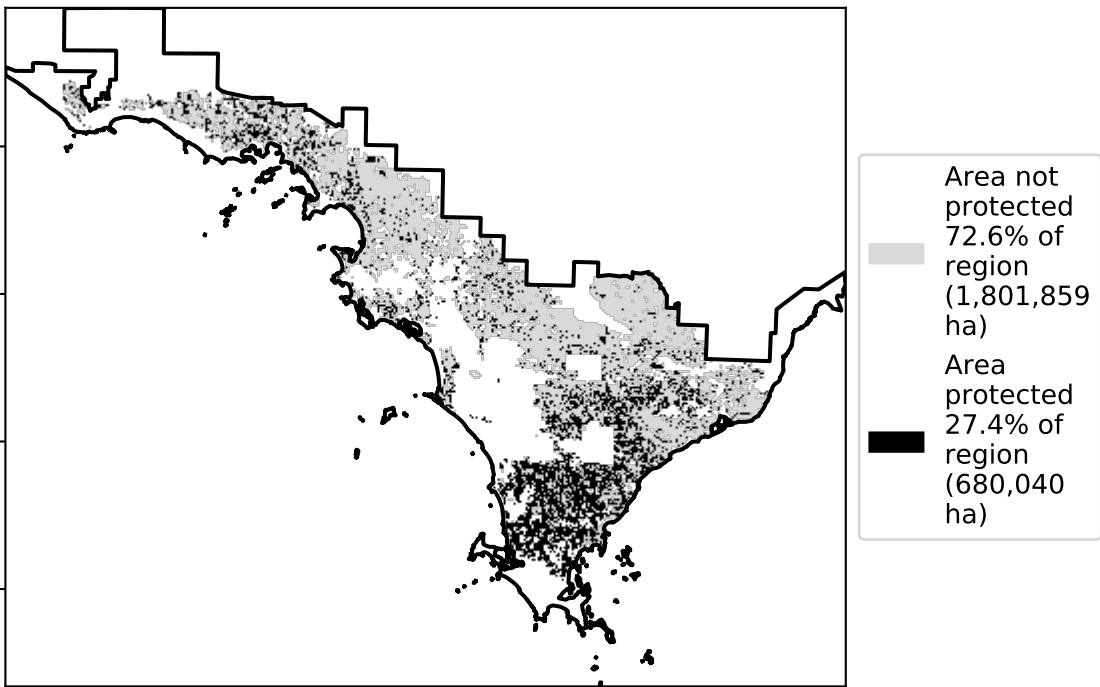 Area not
protected
72.6% of
region
(1,801,859
ha)
Area
protected
27.4% of
region
(680,040
ha)